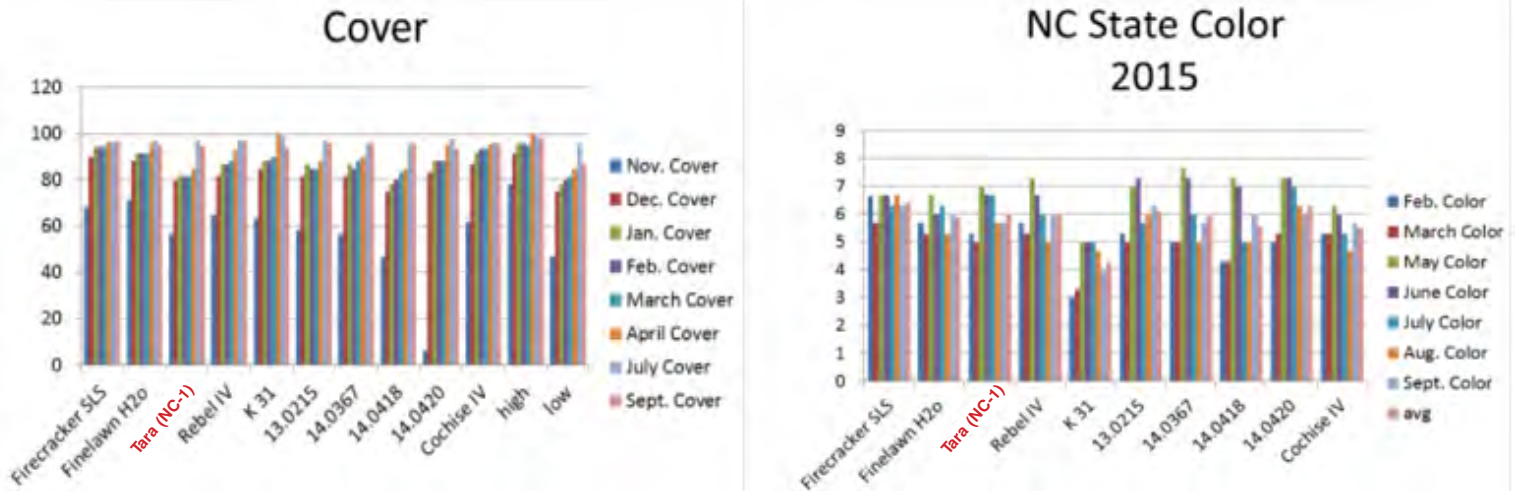 Cover
120
100
80
60
40
20
0
Firecracker SLS
Finelawn H2o
Tara (NC-1)
Rebel IV
K 31
13.0215
14.0367
14.0418
14.0420
Cochise IV
high
low
Nov. Cover
Dec. Cover
Jan. Cover
Feb. Cover
March Cover
April Cover
July Cover
Sept. Cover
NC State Color
2015
9
8
7
6
5
4
3
2
1
0
Firecracker SLS
Finelawn H2o
Tara (NC-1)
Rebel IV
K 31
13.0215
14.0367
14.0418
14.0420
Cochise IV
Feb. Color
March Color
May Color
June Color
July Color
Aug. Color
Sept. Color
avg